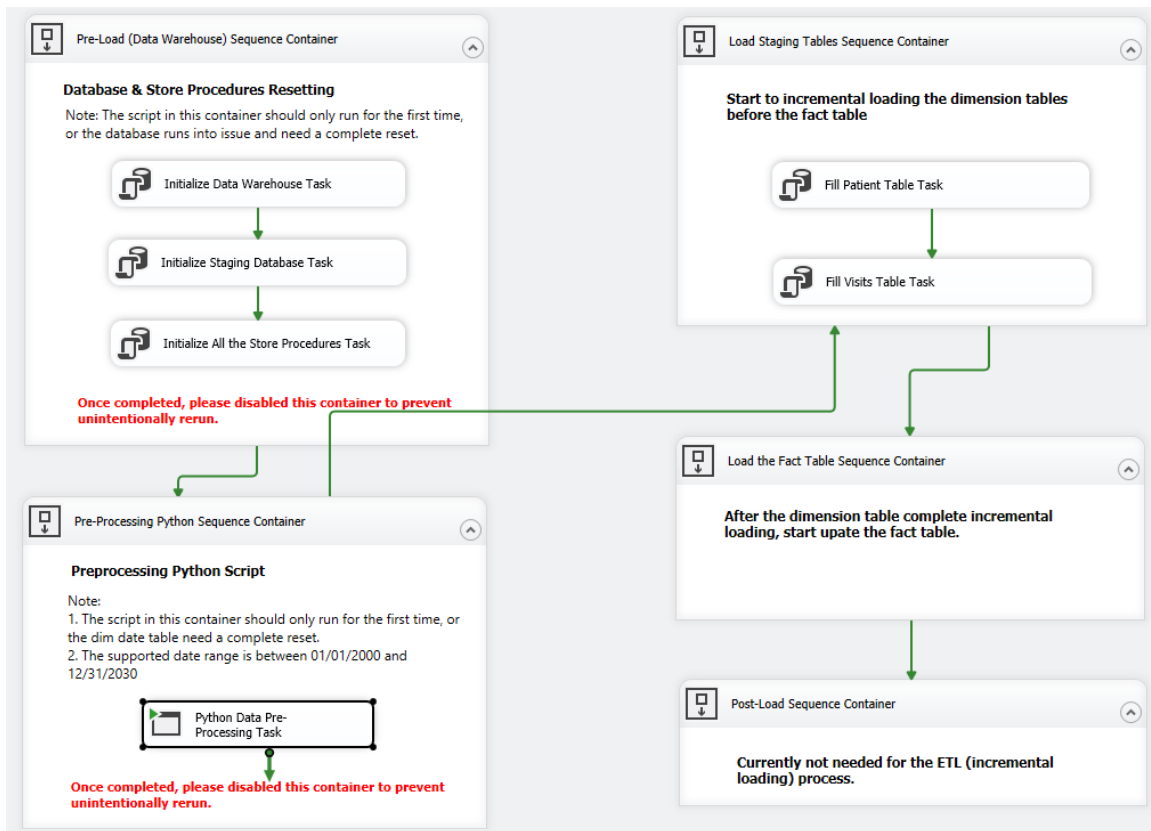 Pre-Load (Data Warehouse) Sequence Container
Database & Store Procedures Resetting
Note: The script in this container should only run for the first time,
or the database runs into issue and need a complete reset.
Initialize Data Warehouse Task
Initialize Staging Database Task
Initialize All the Store Procedures Task
Once completed, please disabled this container to prevent
unintentionally rerun.
Pre-Processing Python Sequence Container
Preprocessing Python Script
Note:
1. The script in this container should only run for the first time, or
the dim date table need a complete reset.
2. The supported date range is between 01/01/2000 and
12/31/2030
Python Data Pre-
Processing Task
Once completed, please disabled this container to prevent
unintentionally rerun.
Load Staging Tables Sequence Container
Start to incremental loading the dimension tables
before the fact table
Fill Patient Table Task
Fill Visits Table Task
Load the Fact Table Sequence Container
After the dimension table complete incremental
loading, start upate the fact table.
Post-Load Sequence Container
Currently not needed for the ETL (incremental
loading) process.